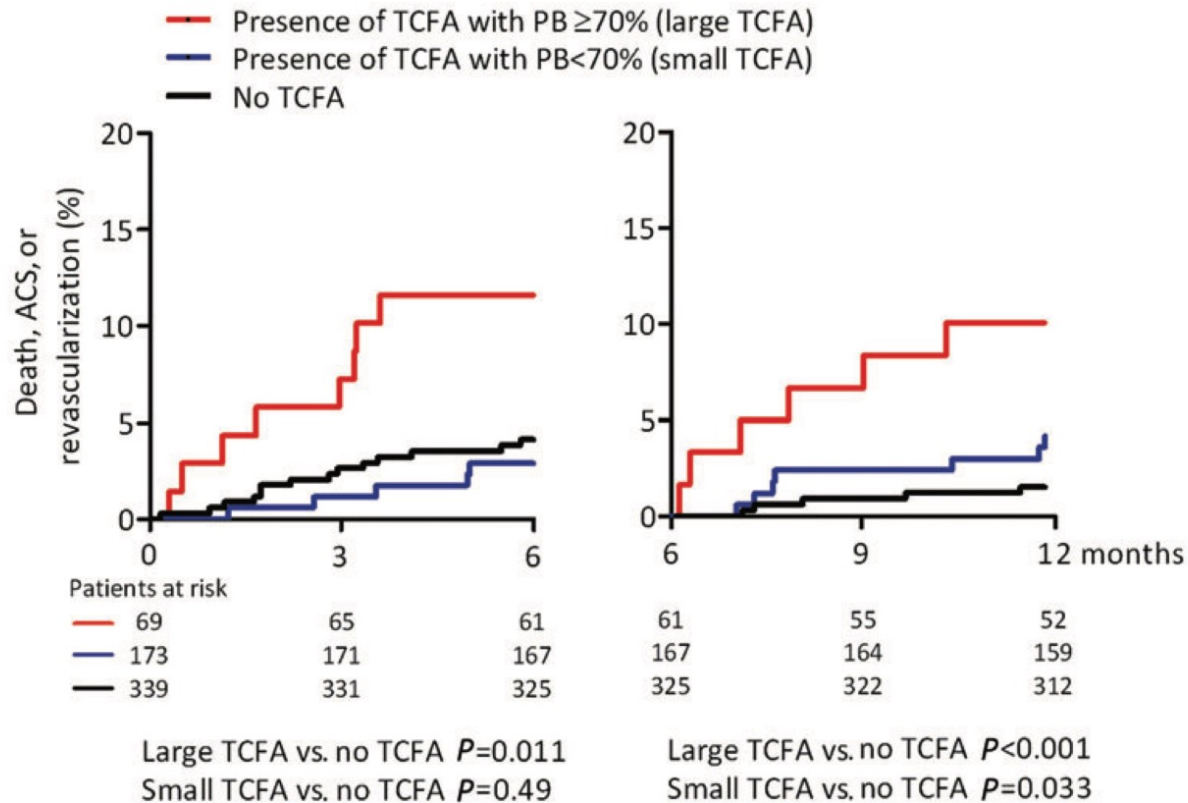 Presence of TCFA with PB ≥70% (large TCFA)
Presence of TCFA with PB<70% (small TCFA)
No TCFA
Death, ACS, or
revascularization (%)
20
15
10
5
0
0 3 6
20
15
10
5
0
6 9 12 months
Patients at risk
69 65 61 61 55 52
173 171 167 167 164 159
339 331 325 325 322 312
Large TCFA vs. no TCFA P=0.011
Small TCFA vs. no TCFA P=0.49
Large TCFA vs. no TCFA P<0.001
Small TCFA vs. no TCFA P=0.033